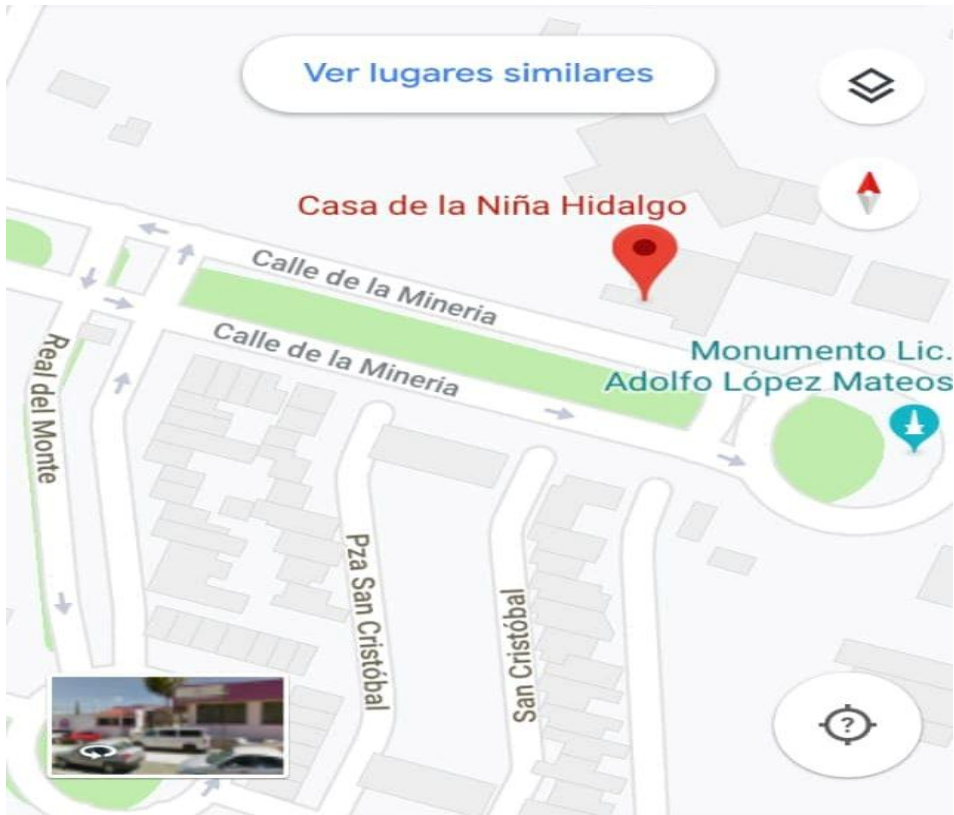 Ver lugares similares
Casa de la Niña Hidalgo
Calle de la Mineria
Calle de la Mineria
Monumento Lic.
Adolfo López Mateos
Real del Monte
Pza San Cristóbal
San Cristóbal
?